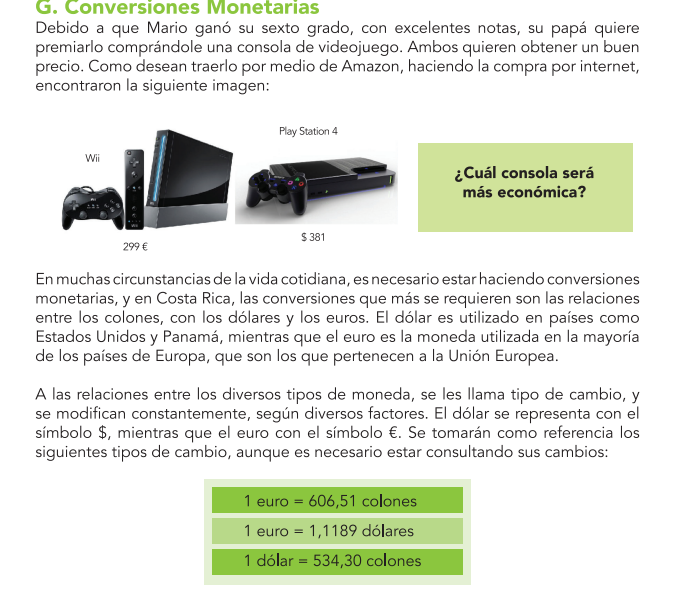 G. Conversiones Monetarias
Debido a que Mario ganó su sexto grado, con excelentes notas, su papá quiere
premiarlo comprándole una consola de videojuego. Ambos quieren obtener un buen
precio. Como desean traerlo por medio de Amazon, haciendo la compra por internet,
encontraron la siguiente imagen:
Play Station 4
Wii
¿Cuál consola será
más económica?
$ 381
299 €
En muchas circunstancias de la vida cotidiana, es necesario estar haciendo conversiones
monetarias, y en Costa Rica, las conversiones que más se requieren son las relaciones
entre los colones, con los dólares y los euros. El dólar es utilizado en países como
Estados Unidos y Panamá, mientras que el euro es la moneda utilizada en la mayoría
de los países de Europa, que son los que pertenecen a la Unión Europea.
A las relaciones entre los diversos tipos de moneda, se les llama tipo de cambio, y
se modifican constantemente, según diversos factores. El dólar se representa con el
símbolo $, mientras que el euro con el símbolo €. Se tomarán como referencia los
siguientes tipos de cambio, aunque es necesario estar consultando sus cambios:
1 euro = 606,51 colones
1 euro = 1,1189 dólares
1 dólar = 534,30 colones